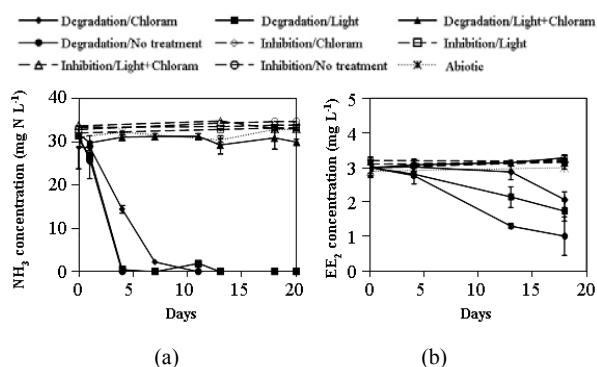 Degradation/Chloram Degradation/Light Degradation/Light+Chloram
Degradation/No treatment Inhibition/Chloram Inhibition/Light
Inhibition/Light+Chloram Inhibition/No treatment Abiotic
NH3 concentration (mg N L-1)
40
30
20
10
0
0 5 10 15 20
Days
(a)
EE2 concentration (mg L-1)
5
4
3
2
1
0
0 5 10 15 20
Days
(b)